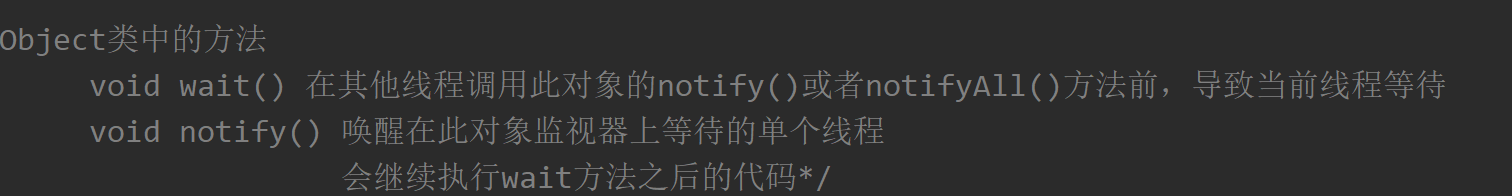 Object类中的方法
void wait() 在其他线程调用此对象的notify()或者notifyAll()方法前，导致当前线程等待
void notify() 唤醒在此对象监视器上等待的单个线程
会继续执行wait方法之后的代码*/